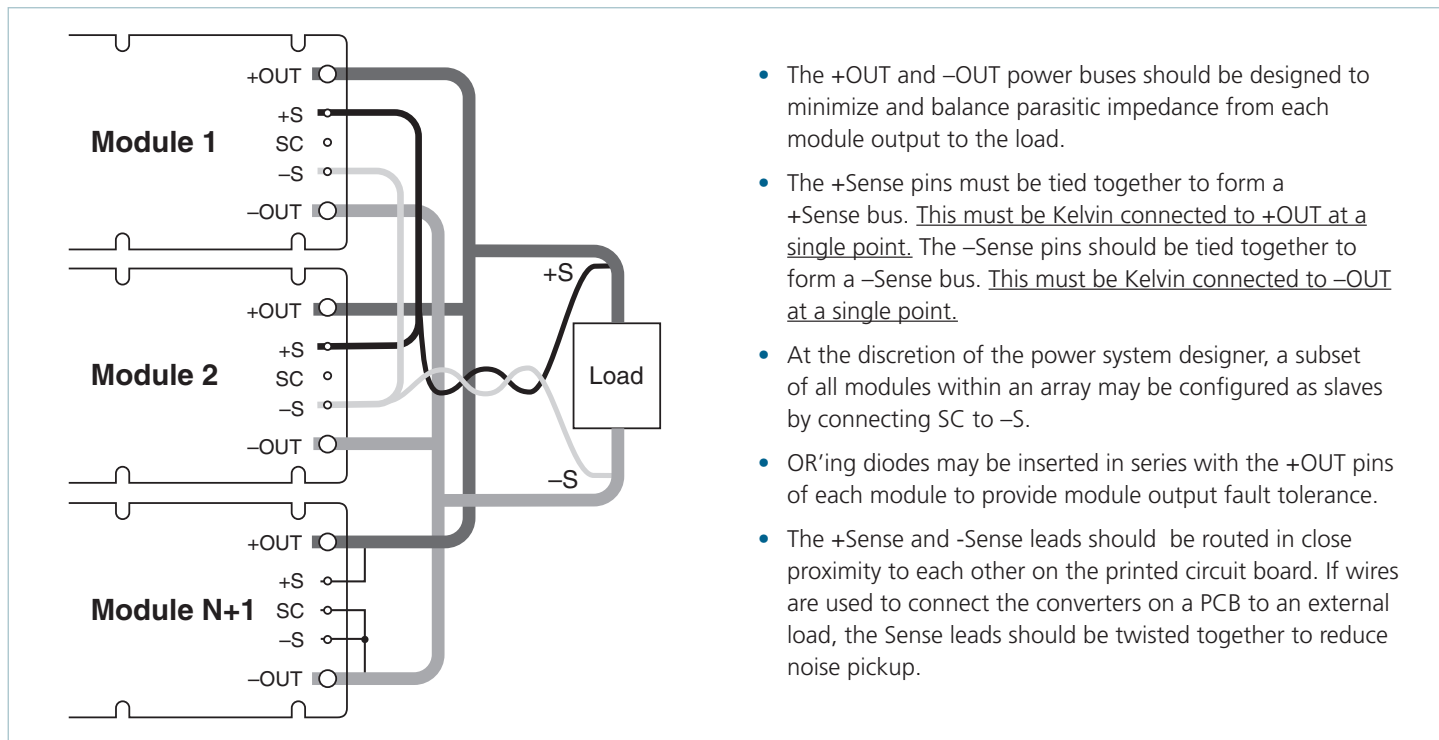 +OUT
+S
Module 1
SC
–S
–OUT
+OUT
+S
Module 2
SC
–S
–OUT
+OUT
+S
Module N+1
SC
–S
–OUT
+S
Load
–S
• The +OUT and –OUT power buses should be designed to
minimize and balance parasitic impedance from each
module output to the load.
• The +Sense pins must be tied together to form a
+Sense bus. This must be Kelvin connected to +OUT at a
single point. The –Sense pins should be tied together to
form a –Sense bus. This must be Kelvin connected to –OUT
at a single point.
• At the discretion of the power system designer, a subset
of all modules within an array may be configured as slaves
by connecting SC to –S.
• OR’ing diodes may be inserted in series with the +OUT pins
of each module to provide module output fault tolerance.
• The +Sense and -Sense leads should  be routed in close
proximity to each other on the printed circuit board. If wires
are used to connect the converters on a PCB to an external
load, the Sense leads should be twisted together to reduce
noise pickup.